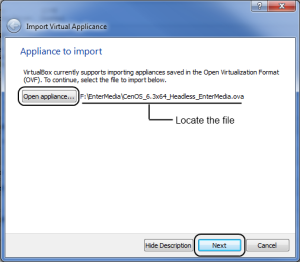 Import Virtual Applicance
Appliance to import
VirtualBox currently supports importing appliances saved in the Open Virtualization Format
(OVF). To continue, select the file to import below.
Open appliance... F:\EnterMedia\CenOS_6.3x64_Headless_EnterMedia.ova
Locate the file
Hide Description Next Cancel